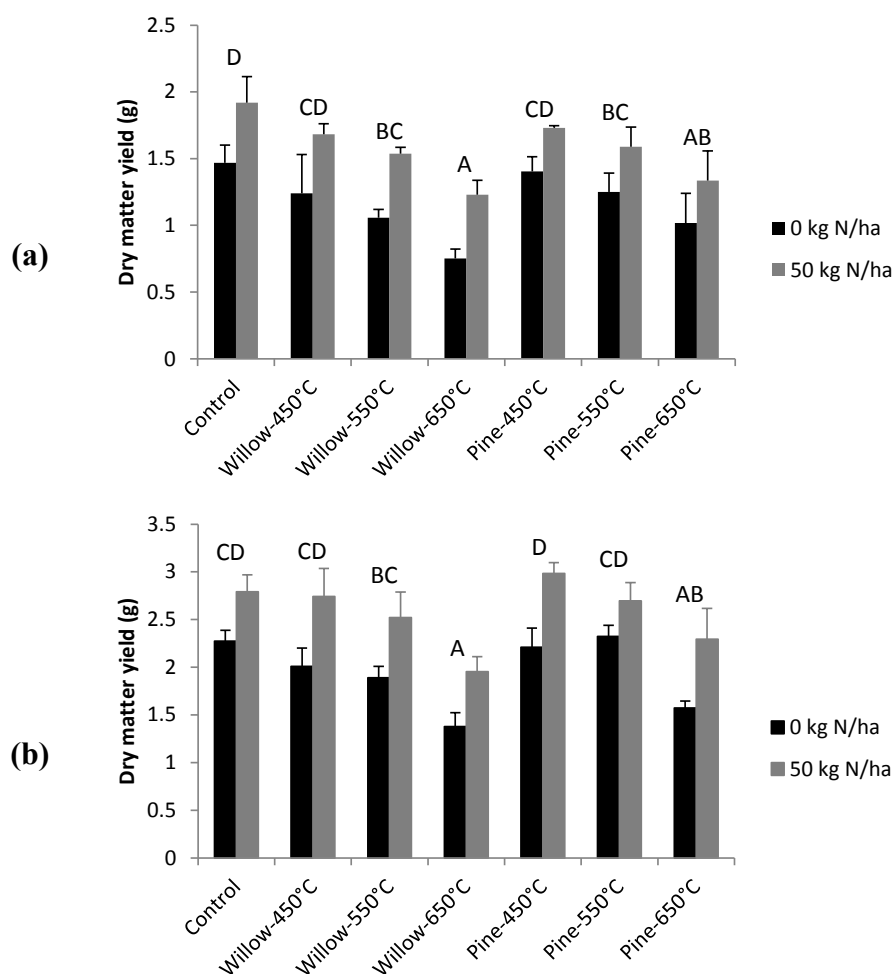 (a)
Dry matter yield (g)
2.5
2
1.5
1
0.5
0
D
CD
BC
A
CD
BC
AB
Control
Willow-450°C
Willow-550°C
Willow-650°C
Pine-450°C
Pine-550°C
Pine-650°C
0 kg N/ha
50 kg N/ha
(b)
Dry matter yield (g)
3.5
3
2.5
2
1.5
1
0.5
0
CD
CD
BC
A
D
CD
AB
Control
Willow-450°C
Willow-550°C
Willow-650°C
Pine-450°C
Pine-550°C
Pine-650°C
0 kg N/ha
50 kg N/ha